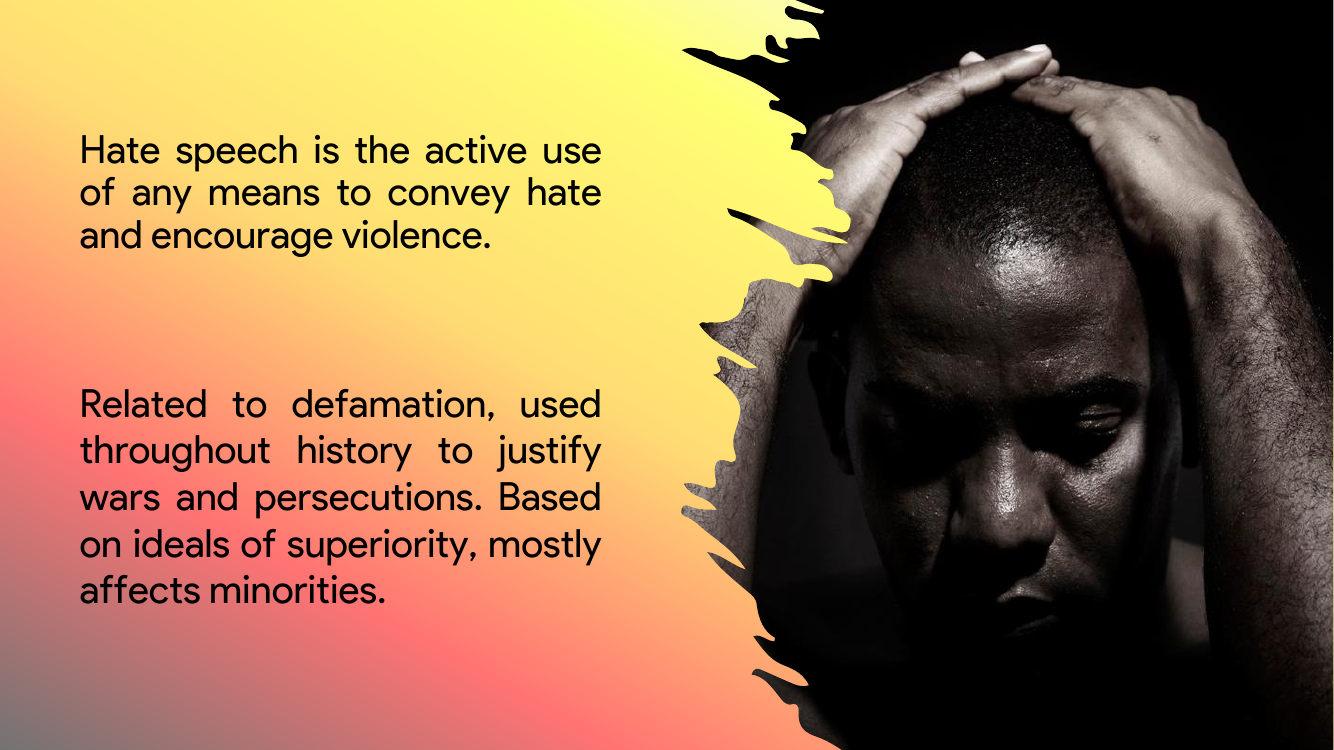 Hate speech is the active use
of any means to convey hate
and encourage violence.
Related to defamation, used
throughout history to justify
wars and persecutions. Based
on ideals of superiority, mostly
affects minorities.